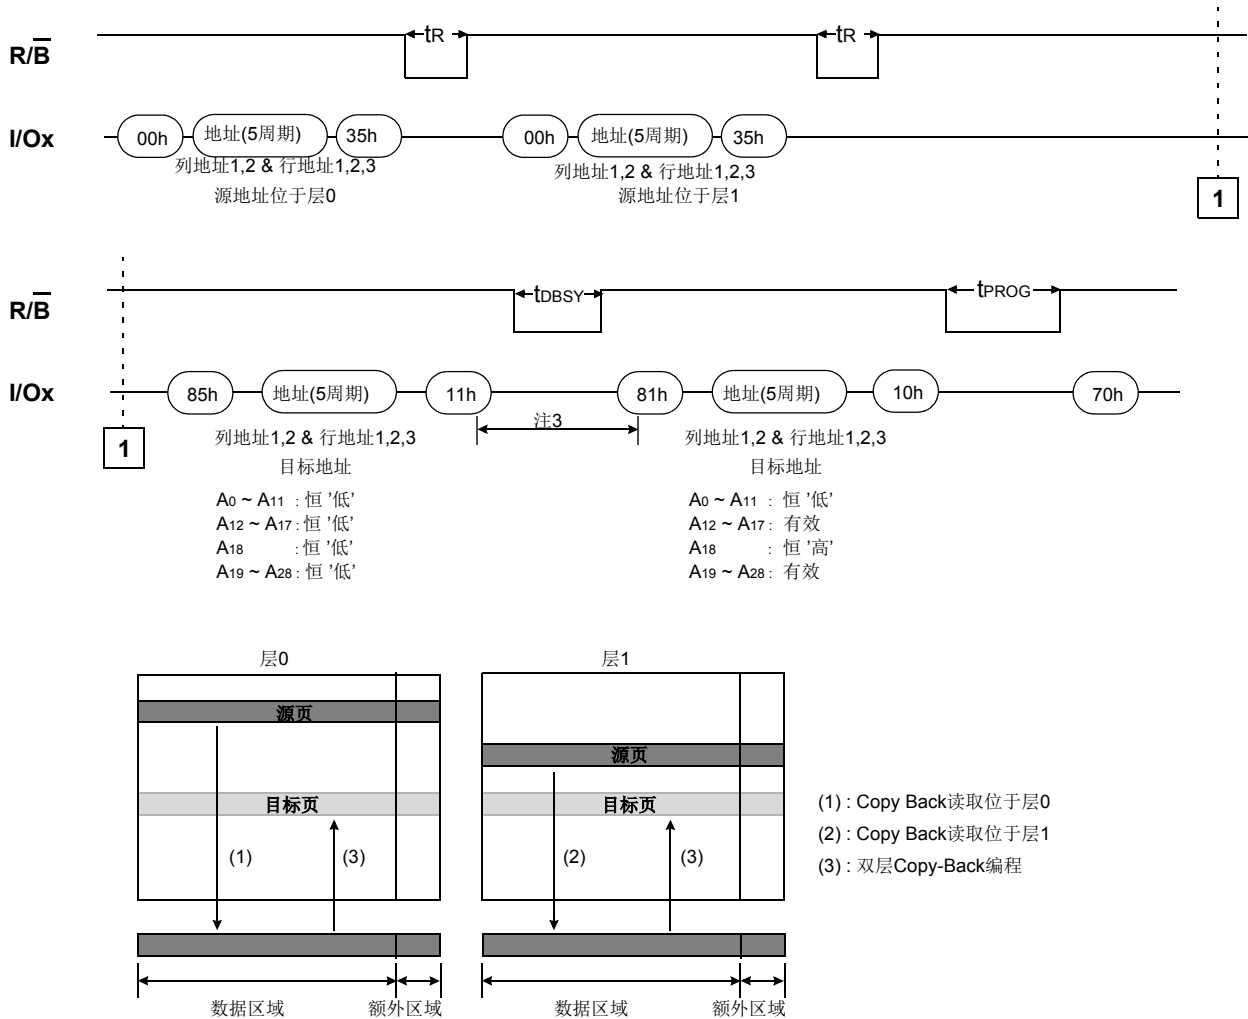 R/B tR tR
I/Ox 00h 地址(5周期) 35h 00h 地址(5周期) 35h
列地址1,2 & 行地址1,2,3 列地址1,2 & 行地址1,2,3
源地址位于层0 源地址位于层1
1
R/B tDBSY tPROG
I/Ox 85h 地址(5周期) 11h 81h 地址(5周期) 10h 70h
注3
1
列地址1,2 & 行地址1,2,3 列地址1,2 & 行地址1,2,3
目标地址 目标地址
A0 ~ A11 : 恒 '低' A0 ~ A11 : 恒 '低’
A12 ~ A17 : 恒 '低’ A12 ~ A17 : 有效
A18 : 恒 '低’ A18 : 恒 '高’
A19 ~ A28 : 恒 '低’ A19 ~ A28 : 有效
层0 层1
源页
源页
目标页 目标页
(1) (3) (2) (3)
(1) : Copy Back读取位于层0
(2) : Copy Back读取位于层1
(3) : 双层Copy-Back编程
数据区域 额外区域 数据区域 额外区域